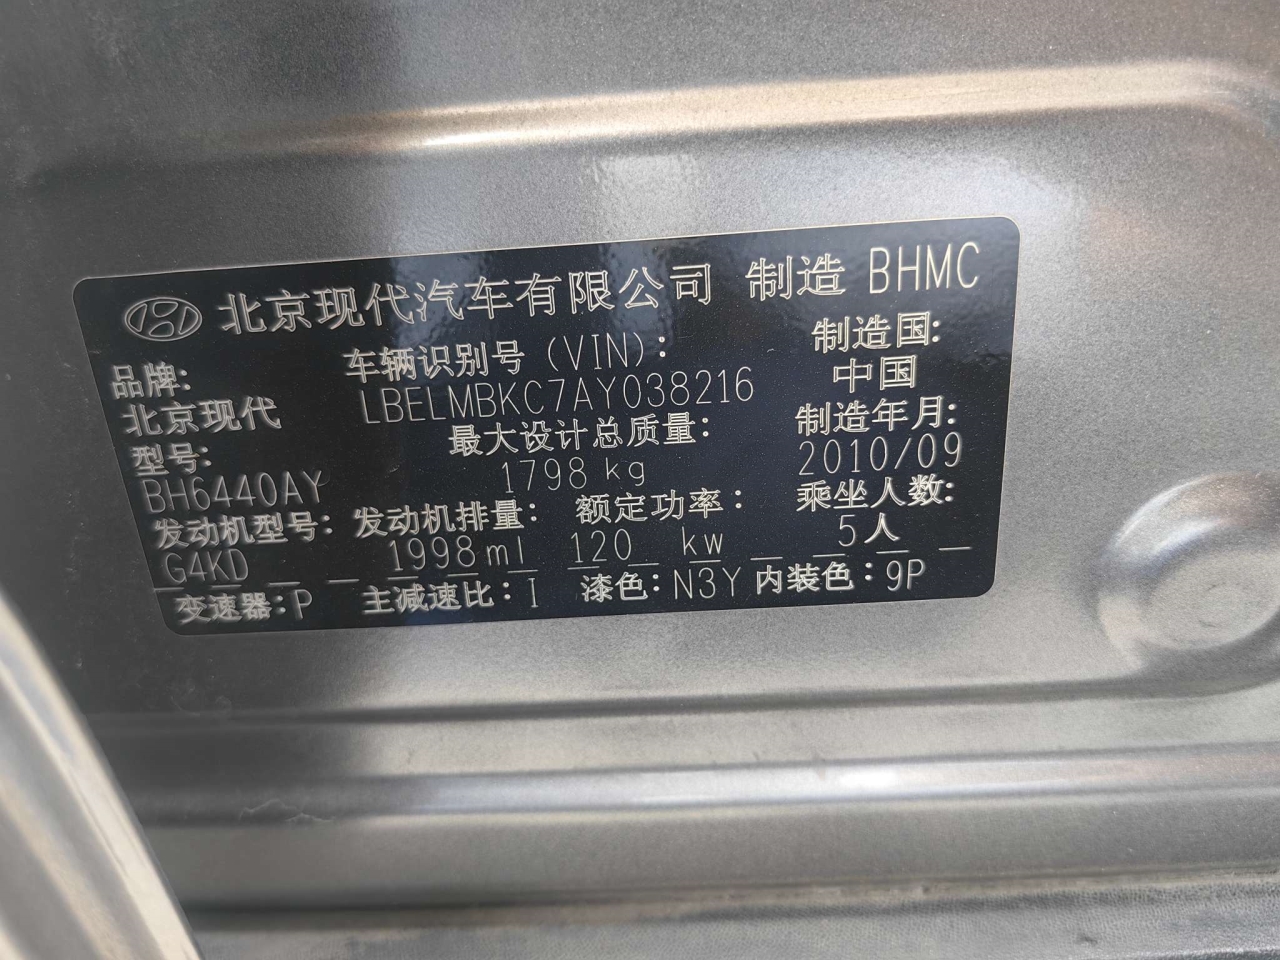 北京现代汽车有限公司 制造 BHMC
品牌: 车辆识别号 (VIN): 制造国:
北京现代 LBELMBKC7AY038216 中国
型号: 最大设计总质量: 制造年月:
BH6440AY 1798 kg 2010/09
发动机型号: 发动机排量: 额定功率: 乘坐人数:
G4KD 1998ml 120 kw 5人
变速器:P 主减速比:I 漆色:N3Y 内装色:9P